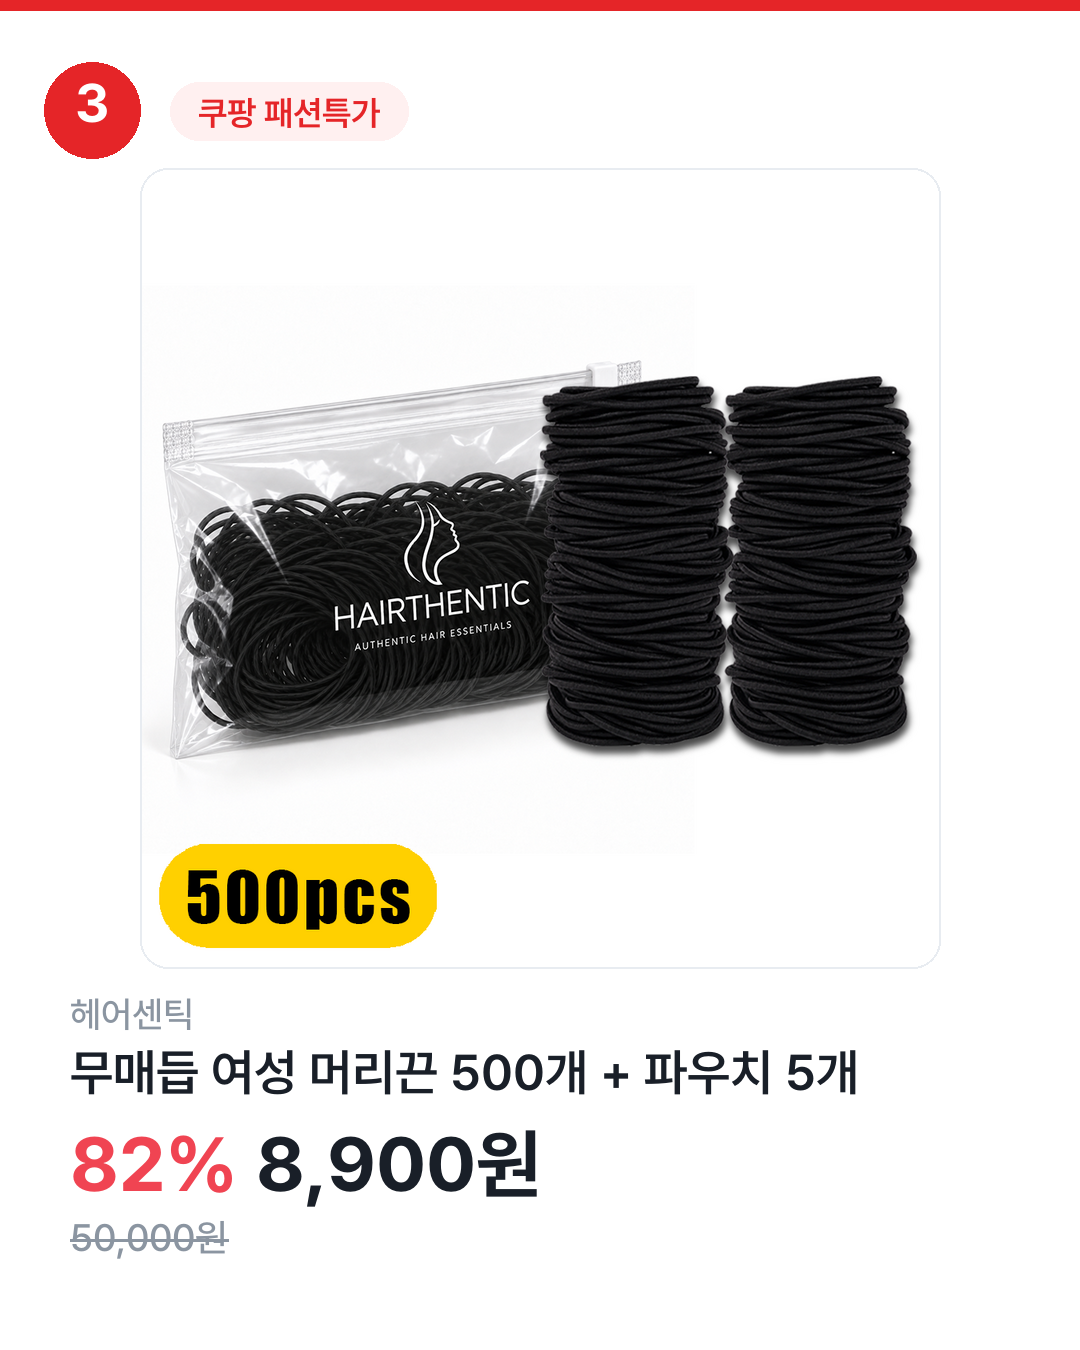 3
쿠팡 패션특가
HAIRTHENTIC
AUTHENTIC HAIR ESSENTIALS
500pcs
헤어센틱
무매듭 여성 머리끈 500개 + 파우치 5개
82% 8,900원
50,000원